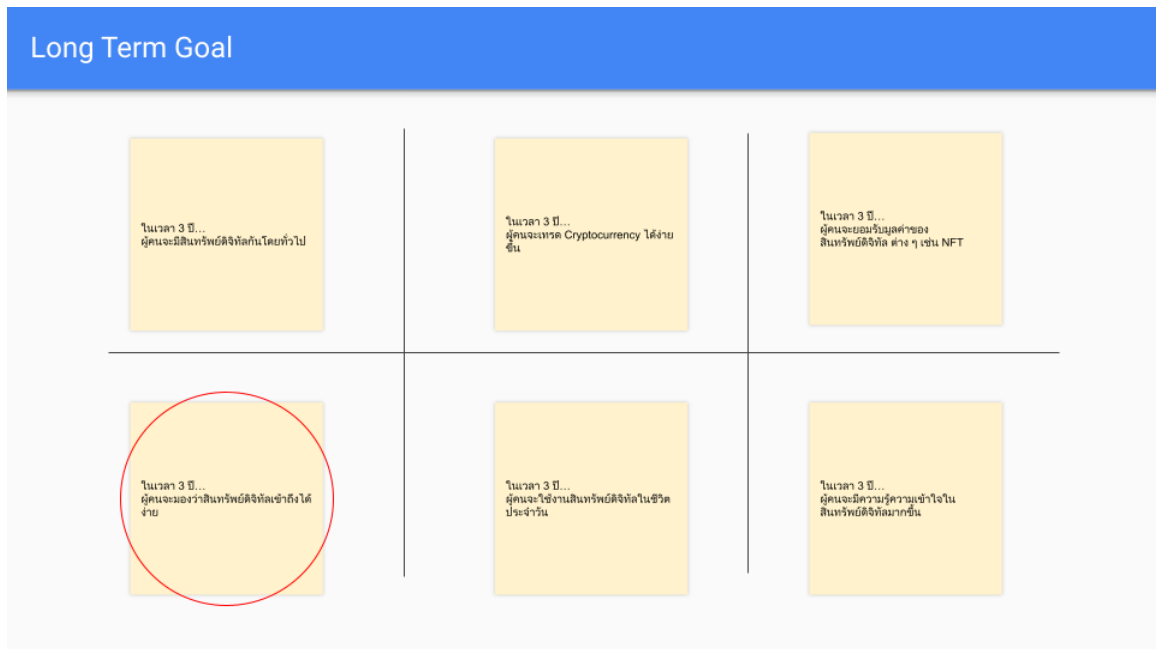 Long Term Goal
ในเวลา 3 ปี...
ผู้คนจะมีสินทรัพย์ดิจิทัลกันโดยทั่วไป
ในเวลา 3 ปี...
ผู้คนจะเทรด Cryptocurrency ได้ง่าย
ขึ้น
ในเวลา 3 ปี...
ผู้คนจะยอมรับมูลค่าของ
สินทรัพย์ดิจิทัล ต่าง ๆ เช่น NFT
ในเวลา 3 ปี...
ผู้คนจะมองว่าสินทรัพย์ดิจิทัลเข้าถึงได้
ง่าย
ในเวลา 3 ปี...
ผู้คนจะใช้งานสินทรัพย์ดิจิทัลในชีวิต
ประจำวัน
ในเวลา 3 ปี...
ผู้คนจะมีความรู้ความเข้าใจใน
สินทรัพย์ดิจิทัลมากขึ้น